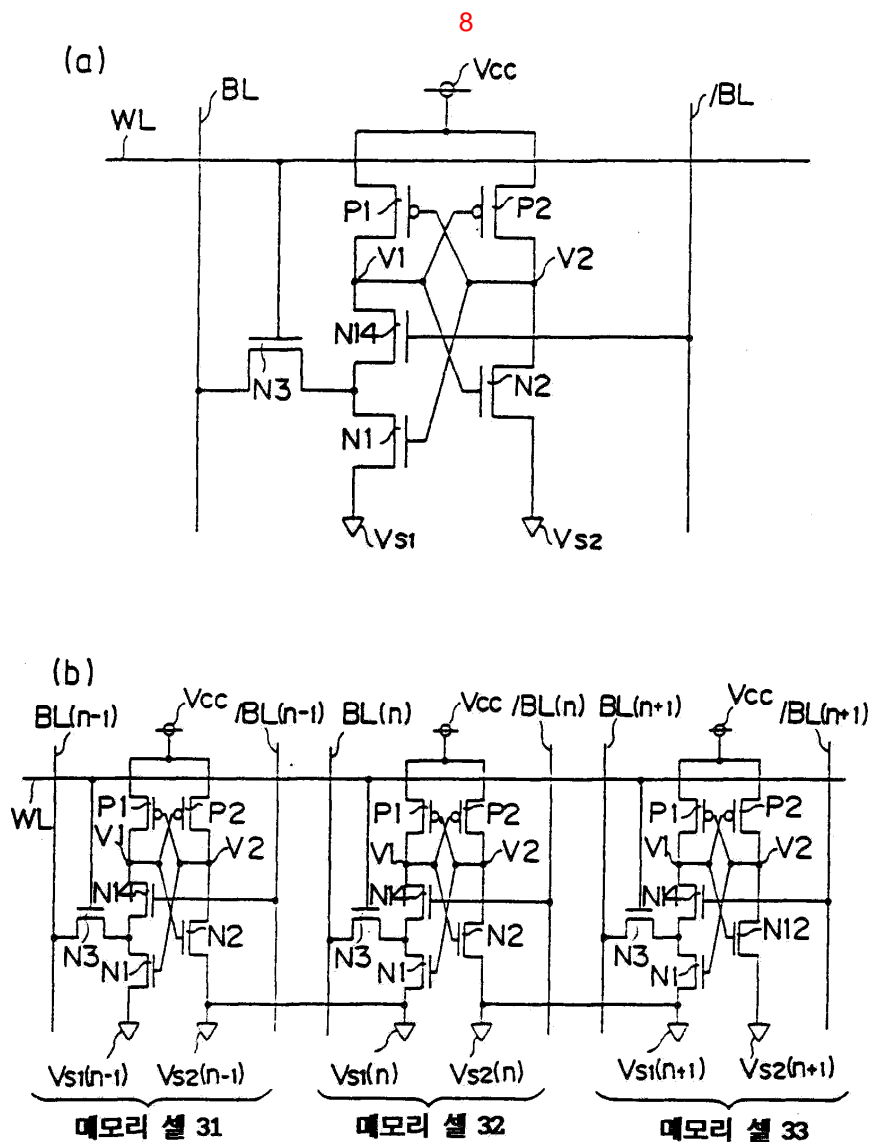 8
(a)
Vcc
BL
/BL
WL
P1
P2
V1
V2
N14
N3
N2
N1
VS1
VS2
(b)
Vcc
Vcc
Vcc
BL(n-1)
/BL(n-1)
BL(n)
/BL(n)
BL(n+1)
/BL(n+1)
WL
P1
P2
P1
P2
P1
P2
V1
V2
V1
V2
V1
V2
N14
N14
N14
N3
N2
N3
N2
N3
N12
N1
N1
N1
VS1(n-1)
VS2(n-1)
VS1(n)
VS2(n)
VS1(n+1)
VS2(n+1)
메모리 셀 31
메모리 셀 32
메모리 셀 33